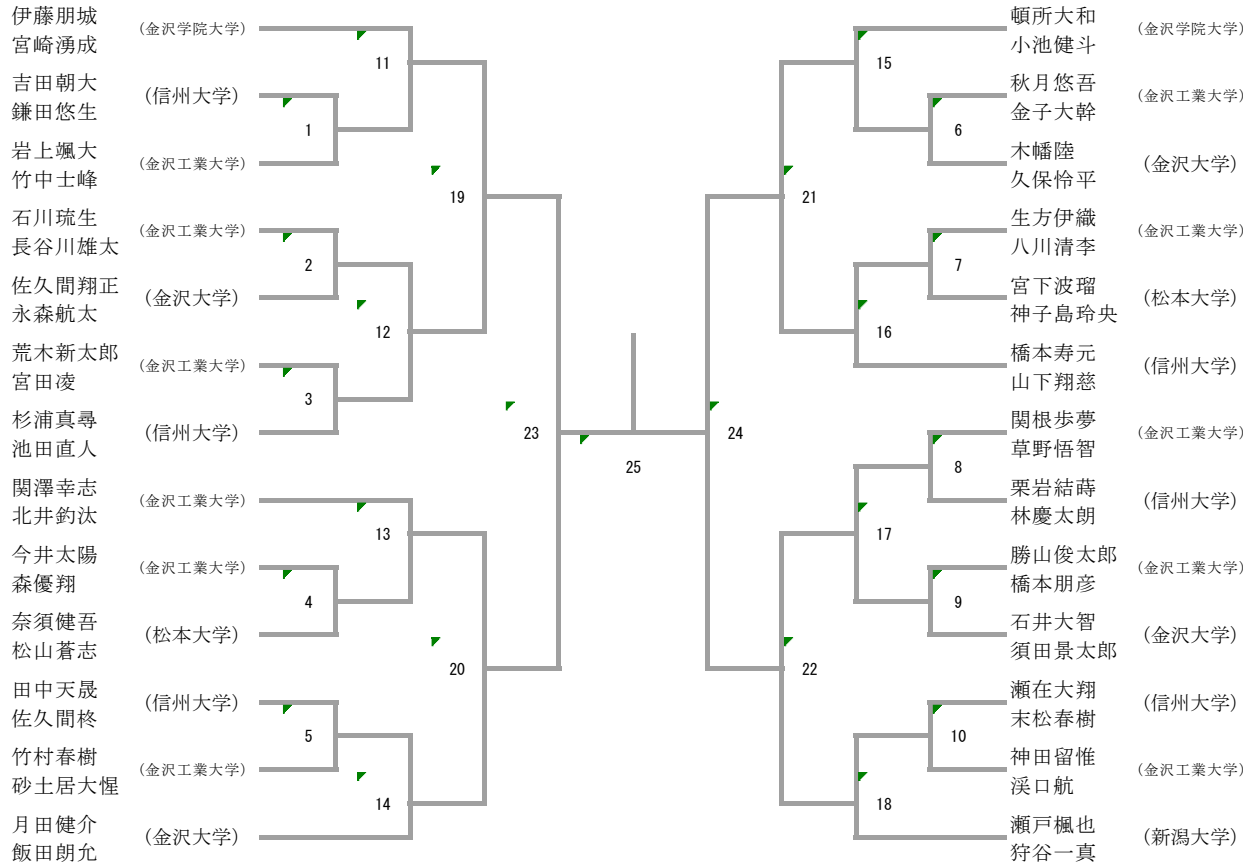 伊藤朋城
宮崎湧成
(金沢学院大学)
吉田朝大
鎌田悠生
(信州大学)
岩上颯大
竹中士峰
(金沢工業大学)
石川琉生
長谷川雄太
(金沢工業大学)
佐久間翔正
永森航太
(金沢大学)
荒木新太郎
宮田凌
(金沢工業大学)
杉浦真尋
池田直人
(信州大学)
関澤幸志
北井釣汰
(金沢工業大学)
今井太陽
森優翔
(金沢工業大学)
奈須健吾
松山蒼志
(松本大学)
田中天晟
佐久間柊
(信州大学)
竹村春樹
砂土居大惺
(金沢工業大学)
月田健介
飯田朗允
(金沢大学)
11
1
19
2
12
3
23
13
4
20
5
14
25
15
6
21
7
16
24
8
17
9
22
10
18
頓所大和
小池健斗
(金沢学院大学)
秋月悠吾
金子大幹
(金沢工業大学)
木幡陸
久保怜平
(金沢大学)
生方伊織
八川清李
(金沢工業大学)
宮下波瑠
神子島玲央
(松本大学)
橋本寿元
山下翔慈
(信州大学)
関根歩夢
草野悟智
(金沢工業大学)
栗岩結蒔
林慶太朗
(信州大学)
勝山俊太郎
橋本朋彦
(金沢工業大学)
石井大智
須田景太郎
(金沢大学)
瀬在大翔
末松春樹
(信州大学)
神田留惟
渓口航
(金沢工業大学)
瀬戸楓也
狩谷一真
(新潟大学)